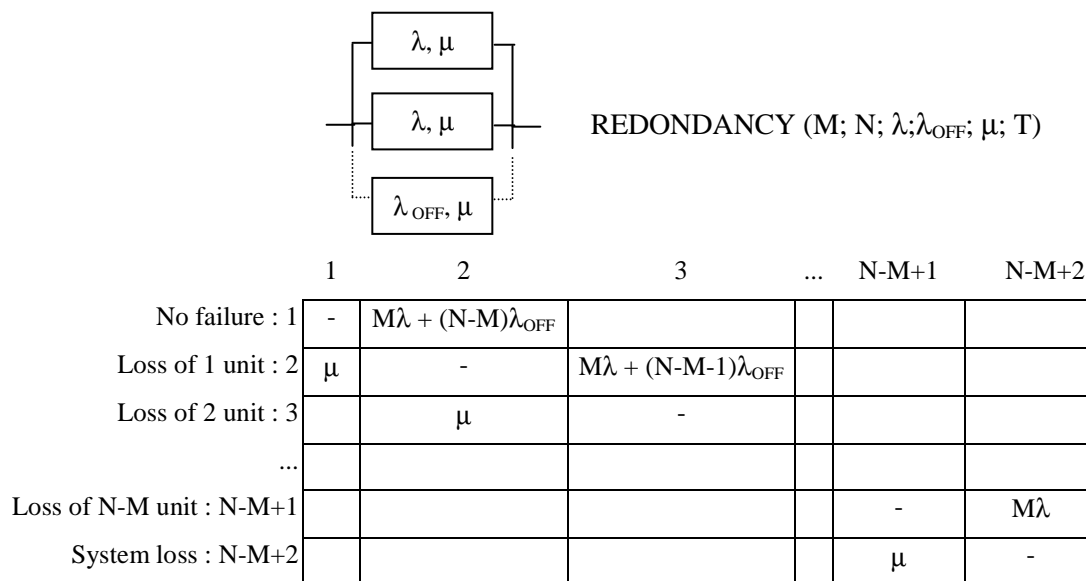 λ, μ
λ, μ
REDONDANCY (M; N; λ;λOFF; μ; T)
λ OFF, μ
1 2 3 ... N-M+1 N-M+2
No failure : 1 - Mλ + (N-M)λOFF
Loss of 1 unit : 2 μ - Mλ + (N-M-1)λOFF
Loss of 2 unit : 3 μ -
...
Loss of N-M unit : N-M+1 - Mλ
System loss : N-M+2 μ -